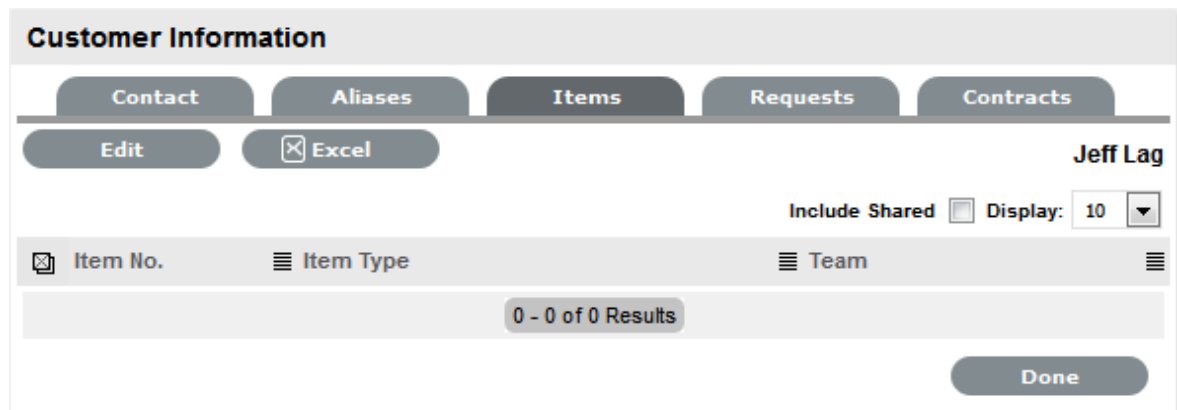 Customer Information
Contact Aliases Items Requests Contracts
Edit Excel
Jeff Lag
Include Shared Display: 10
Item No. Item Type Team
0 - 0 of 0 Results
Done